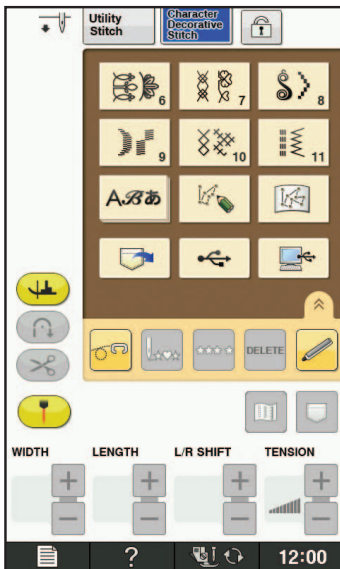 Utility
Stitch
Character
Decorative
Stitch
6
7
8
9
10
11
ABあ
DELETE
WIDTH
LENGTH
L/R SHIFT
TENSION
+
+
+
+
−
−
−
−
?
12:00